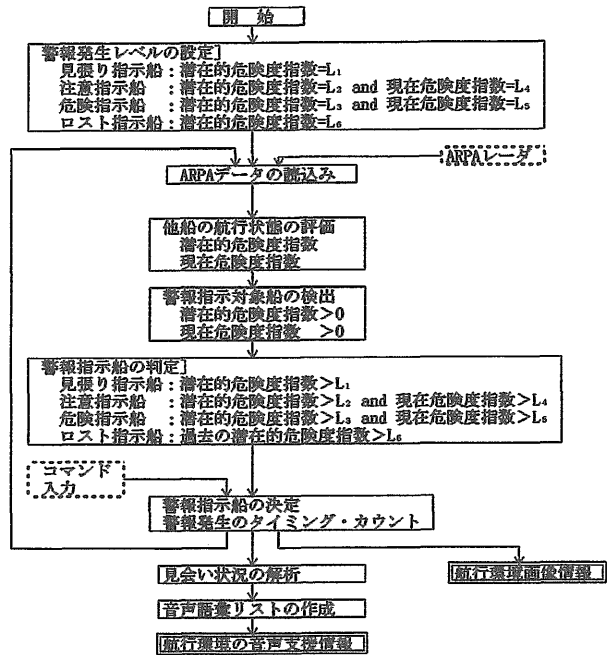 開 始
警報発生レベルの設定]
見張り指示船：潜在的危険度指数=L₁
注意指示船 ：潜在的危険度指数=L₂ and 現在危険度指数=L₄
危険指示船 ：潜在的危険度指数=L₃ and 現在危険度指数=L₅
ロスト指示船：潜在的危険度指数=L₆
ARPAレーダ
ARPAデータの読込み
他船の航行状態の評価
潜在的危険度指数
現在危険度指数
警報指示対象船の検出
潜在的危険度指数＞0
現在危険度指数 ＞0
警報指示船の判定]
見張り指示船：潜在的危険度指数>L₁
注意指示船 ：潜在的危険度指数>L₂ and 現在危険度指数>L₄
危険指示船 ：潜在的危険度指数>L₃ and 現在危険度指数>L₅
ロスト指示船：過去の潜在的危険度指数>L₆
コマンド
入力
警報指示船の決定
警報発生のタイミング・カウント
見会い状況の解析
航行環境画像情報
音声語彙リストの作成
航行環境の音声支援情報